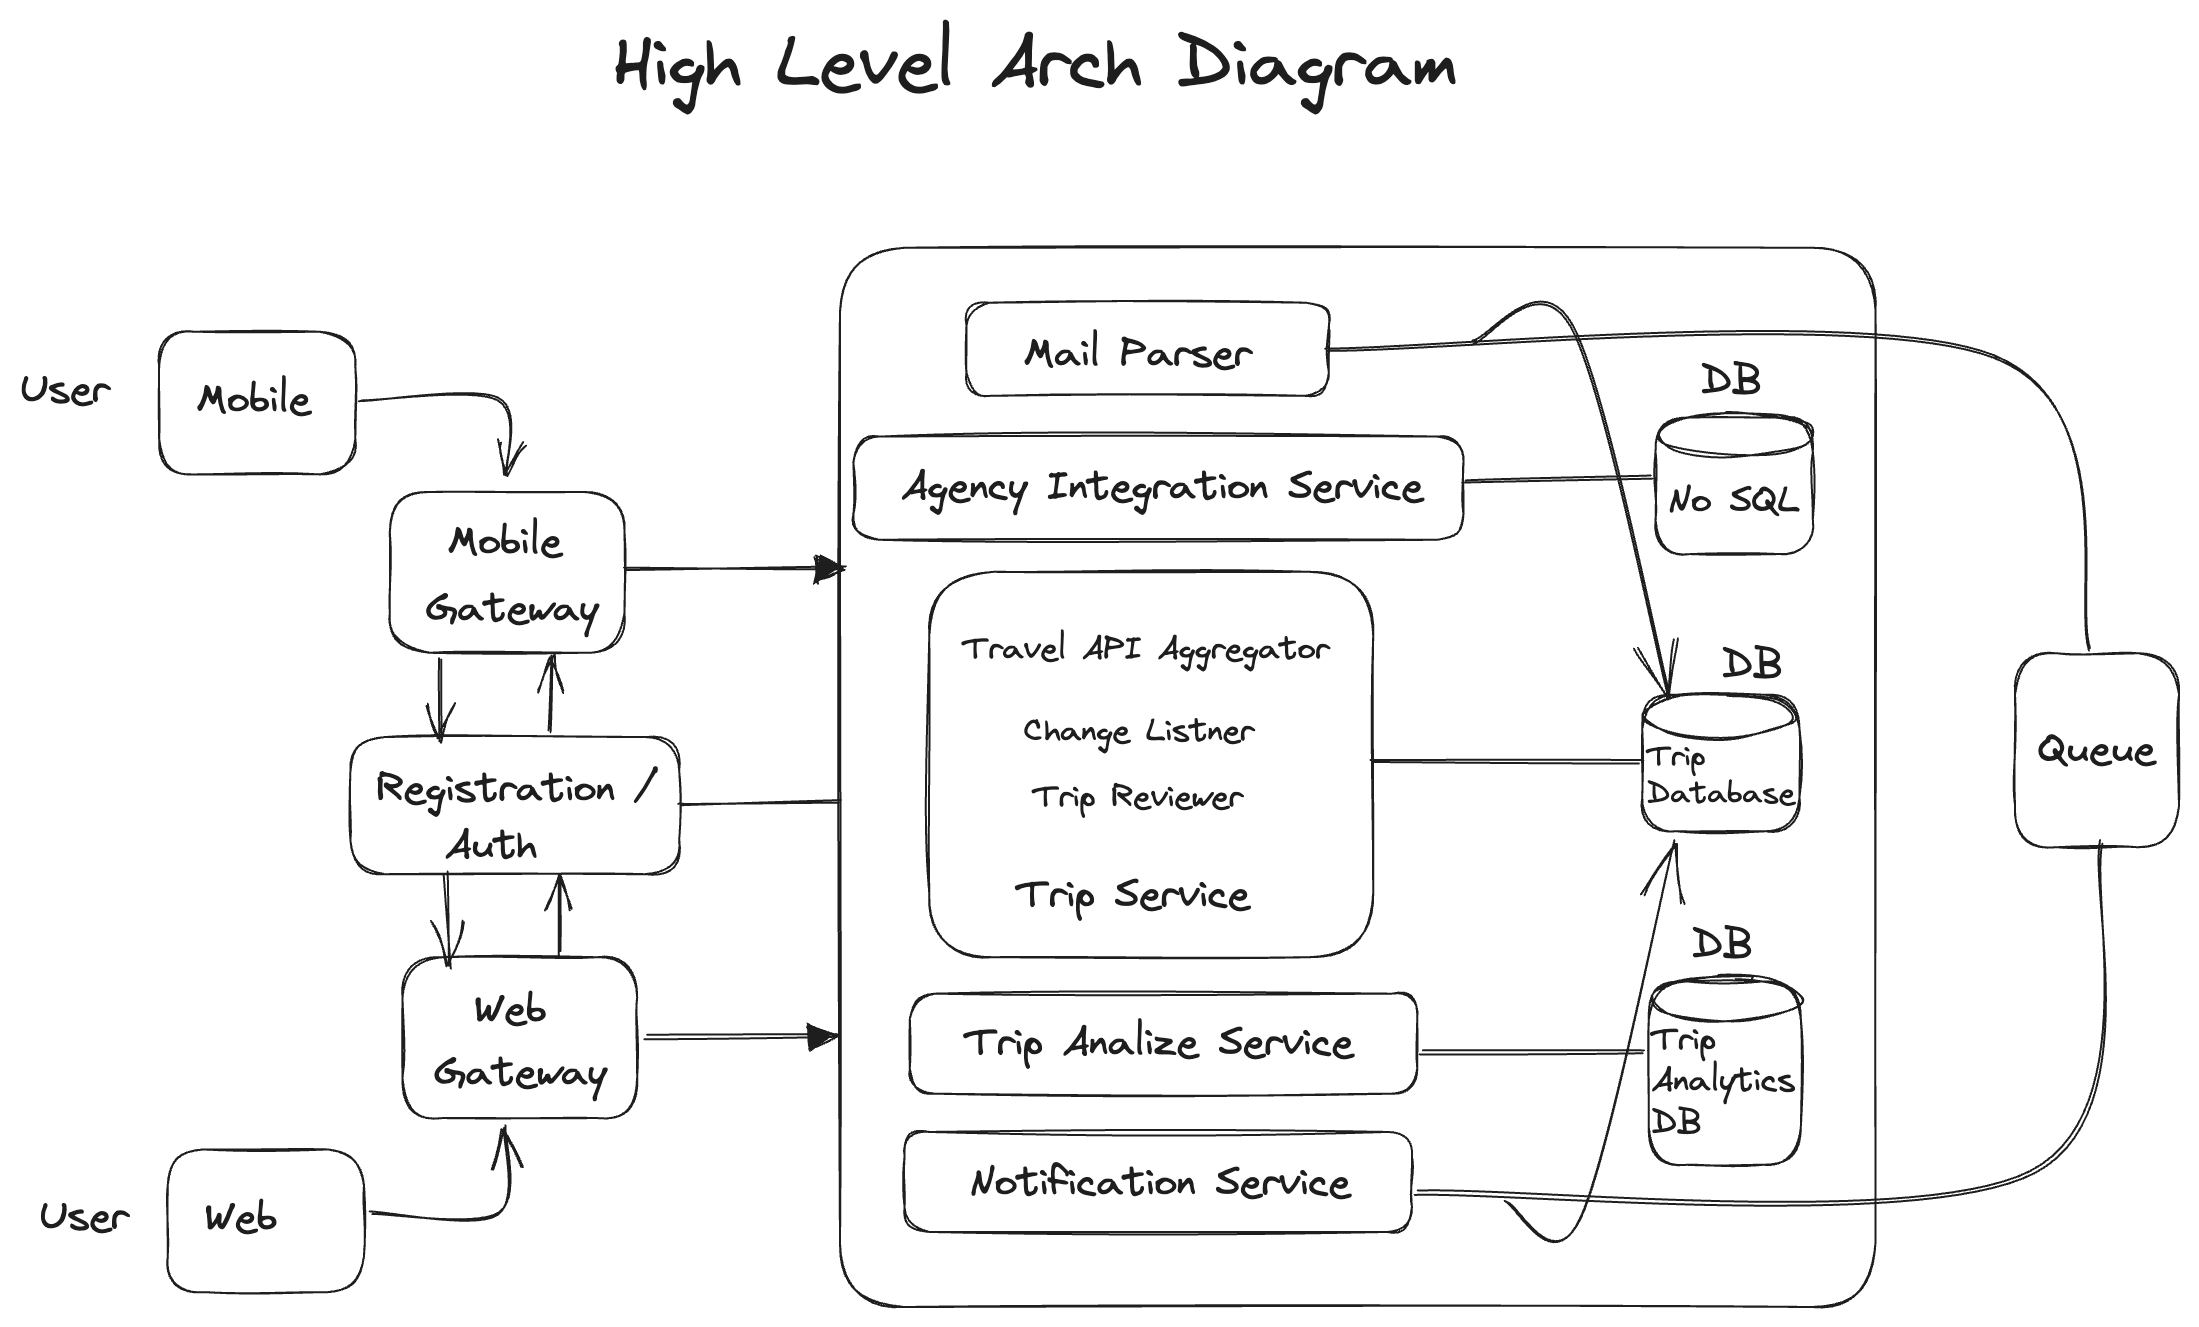 High Level Arch Diagram
User
Mobile
Mobile
Gateway
Registration /
Auth
Web
Gateway
User
Web
Mail Parser
Agency Integration Service
Travel API Aggregator
Change Listner
Trip Reviewer
Trip Service
Trip Analize Service
Notification Service
DB
No SQL
DB
Trip
Database
DB
Trip
Analytics
DB
Queue